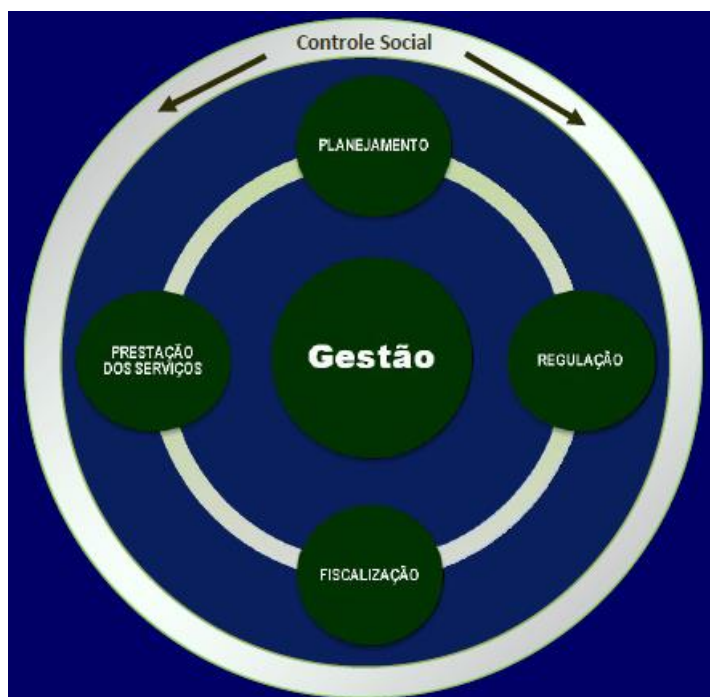 Controle Social
PLANEJAMENTO
PRESTAÇÃO
DOS SERVIÇOS
Gestão
REGULAÇÃO
FISCALIZAÇÃO